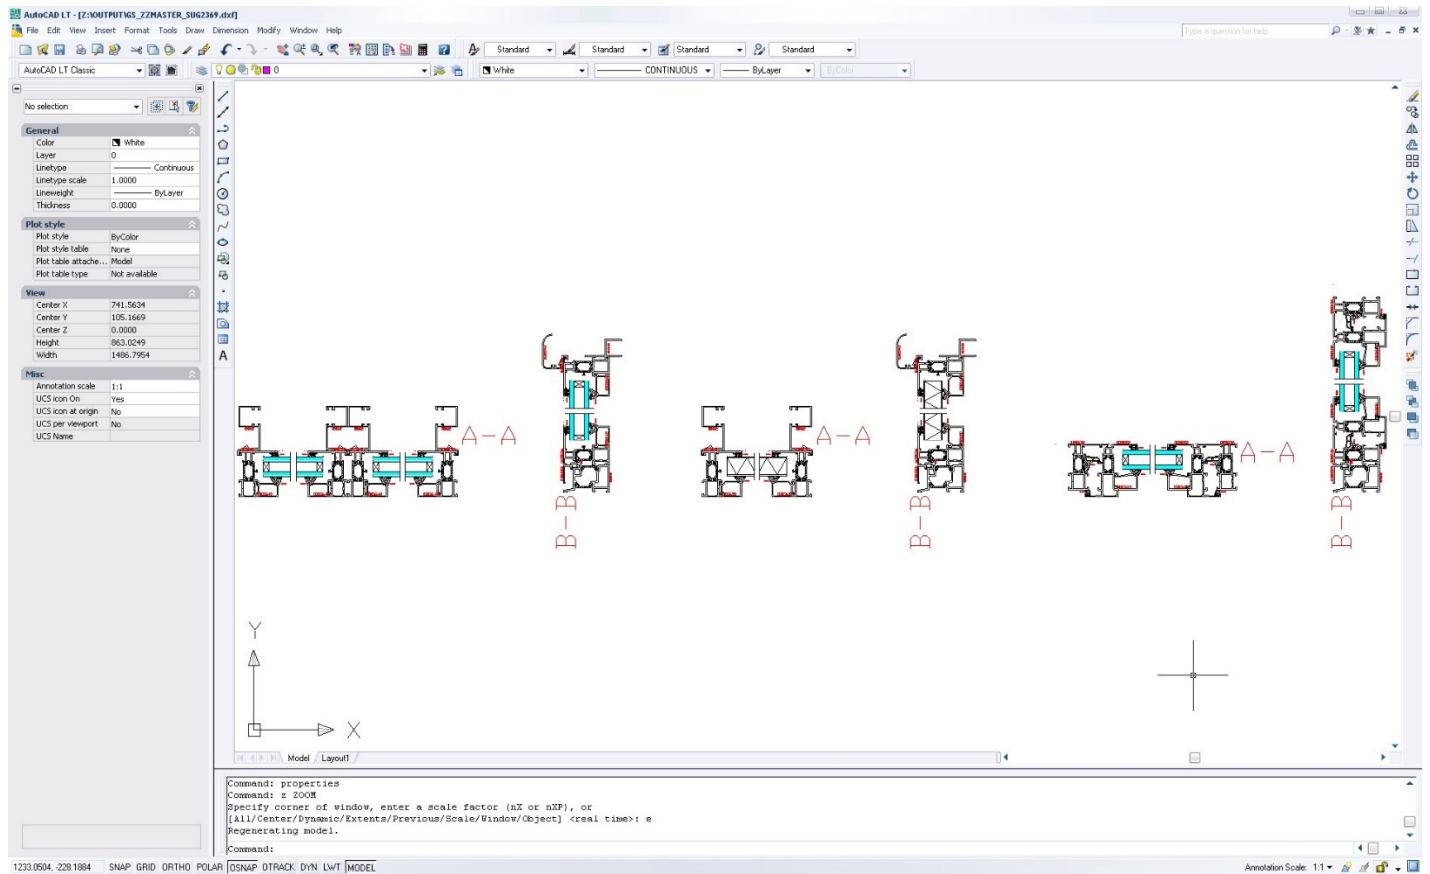 AutoCAD LT - [Z:\OUTPUT\GS_ZZMASTER_SUG2369.dxf]
File Edit View Insert Format Tools Draw Dimension Modify Window Help
Type a question for help
Standard Standard Standard Standard
AutoCAD LT Classic 0 White CONTINUOUS ByLayer ByColor
No selection
General
Color White
Layer 0
Linetype Continuous
Linetype scale 1.0000
Lineweight ByLayer
Thickness 0.0000
Plot style
Plot style ByColor
Plot style table None
Plot table attache... Model
Plot table type Not available
View
Center X 741.5634
Center Y 105.1669
Center Z 0.0000
Height 863.0249
Width 1486.7954
Misc
Annotation scale 1:1
UCS icon On Yes
UCS icon at origin No
UCS per viewport No
UCS Name
A
A-A
B-B
A-A
B-B
A-A
B-B
Y
X
Model Layout1
Command: properties
Command: z ZOOM
Specify corner of window, enter a scale factor (nX or nXP), or
[All/Center/Dynamic/Extents/Previous/Scale/Window/Object] <real time>: e
Regenerating model.
Command:
1233.0504, -228.1884 SNAP GRID ORTHO POLAR OSNAP OTRACK DYN LWT MODEL
Annotation Scale: 1:1